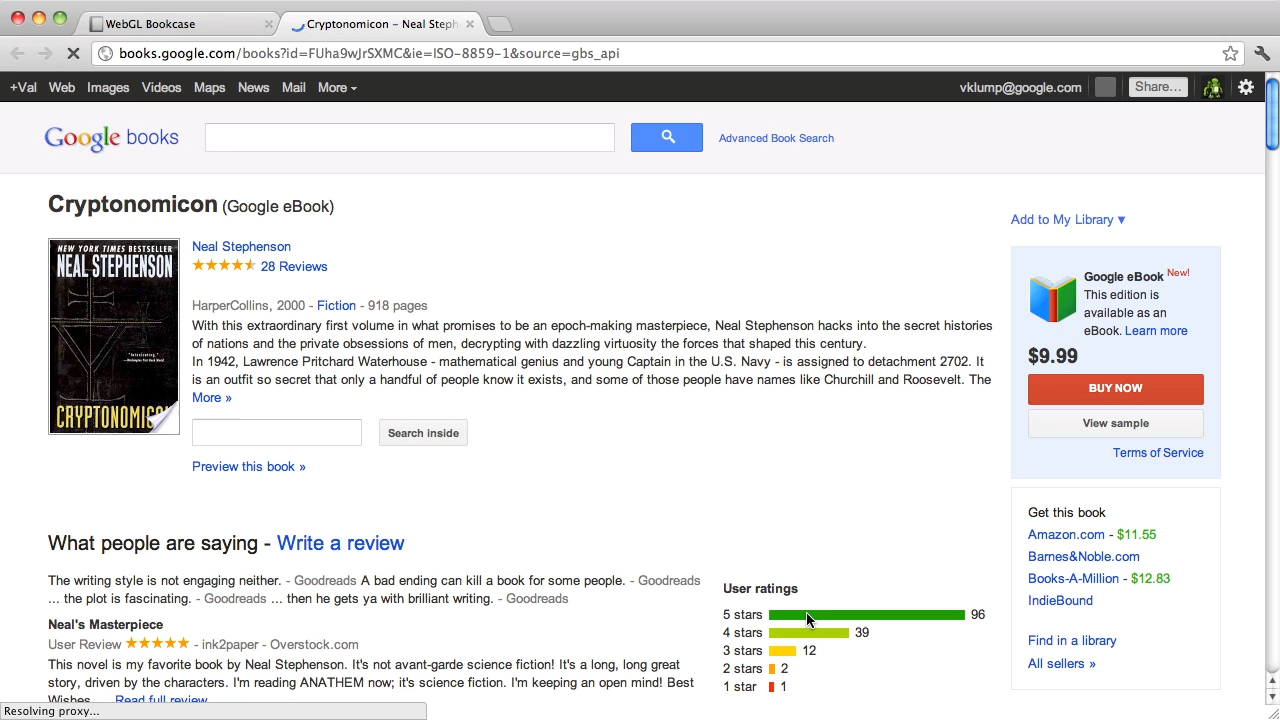 WebGL Bookcase
Cryptonomicon - Neal Steph
books.google.com/books?id=FUha9wJrSXMC&ie=ISO-8859-1&source=gbs_api
+Val Web Images Videos Maps News Mail More
vklump@google.com Share...
Google books
Advanced Book Search
Cryptonomicon (Google eBook)
Add to My Library ▼
NEW YORK TIMES BESTSELLER
NEAL STEPHENSON
CRYPTONOMICO
Neal Stephenson
28 Reviews
HarperCollins, 2000 - Fiction - 918 pages
With this extraordinary first volume in what promises to be an epoch-making masterpiece, Neal Stephenson hacks into the secret histories
of nations and the private obsessions of men, decrypting with dazzling virtuosity the forces that shaped this century.
In 1942, Lawrence Pritchard Waterhouse - mathematical genius and young Captain in the U.S. Navy - is assigned to detachment 2702. It
is an outfit so secret that only a handful of people know it exists, and some of those people have names like Churchill and Roosevelt. The
More »
Search inside
Preview this book »
Google eBook New!
This edition is
available as an
eBook. Learn more
$9.99
BUY NOW
View sample
Terms of Service
Get this book
Amazon.com - $11.55
Barnes&Noble.com
Books-A-Million - $12.83
IndieBound
Find in a library
All sellers »
What people are saying - Write a review
The writing style is not engaging neither. - Goodreads A bad ending can kill a book for some people. - Goodreads
... the plot is fascinating. - Goodreads ... then he gets ya with brilliant writing. - Goodreads
Neal's Masterpiece
User Review ★★★★★ - ink2paper - Overstock.com
This novel is my favorite book by Neal Stephenson. It's not avant-garde science fiction! It's a long, long great
story, driven by the characters. I'm reading ANATHEM now; it's science fiction. I'm keeping an open mind! Best
Wishes ... Read full review
User ratings
5 stars 96
4 stars 39
3 stars 12
2 stars 2
1 star 1
Resolving proxy...